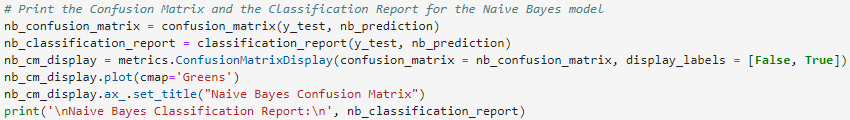 # Print the Confusion Matrix and the Classification Report for the Naive Bayes model
nb_confusion_matrix = confusion_matrix(y_test, nb_prediction)
nb_classification_report = classification_report(y_test, nb_prediction)
nb_cm_display = metrics.ConfusionMatrixDisplay(confusion_matrix = nb_confusion_matrix, display_labels = [False, True])
nb_cm_display.plot(cmap='Greens')
nb_cm_display.ax_.set_title("Naive Bayes Confusion Matrix")
print('\nNaive Bayes Classification Report:\n', nb_classification_report)